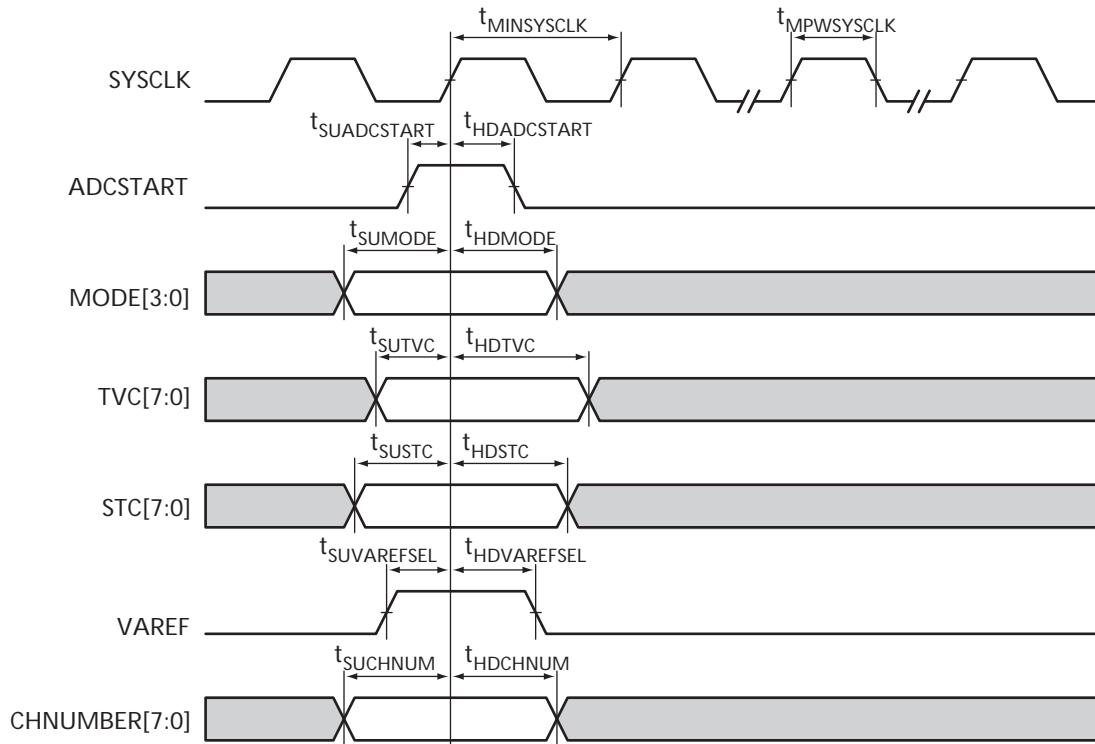 tMINSYSCLK tMPWSYSCLK
SYSCLK
tSUADCSTART tHDADCSTART
ADCSTART
tSUMODE tHDMODE
MODE[3:0]
tSUTVC tHDTVC
TVC[7:0]
tSUSTC tHDSTC
STC[7:0]
tSUVAREFSEL tHDVAREFSEL
VAREF
tSUCHNUM tHDCHNUM
CHNUMBER[7:0]